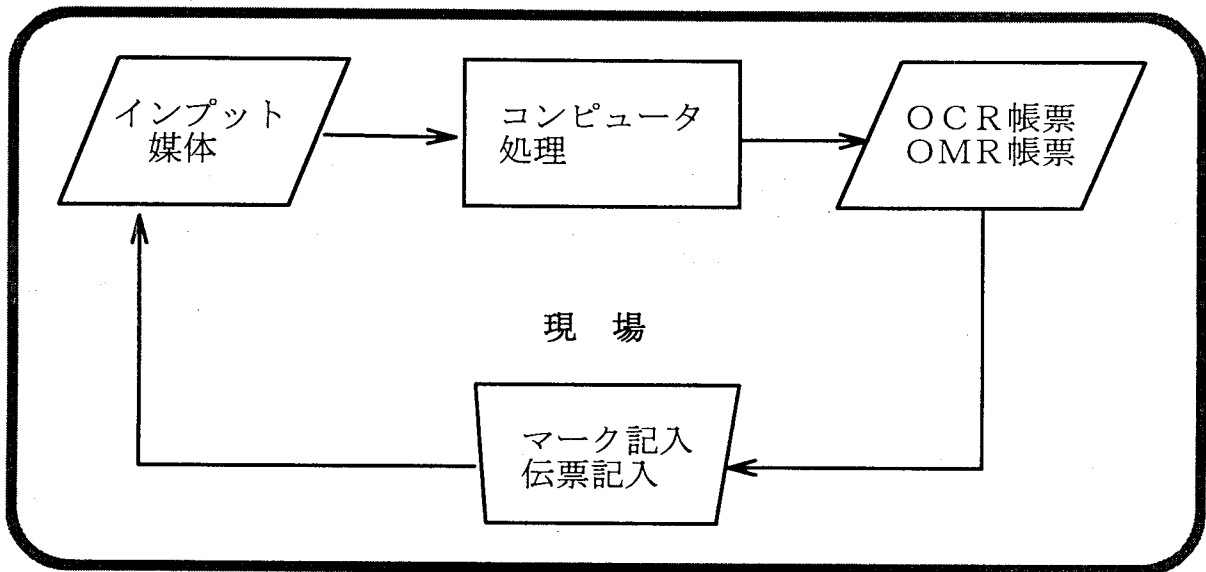 インプット
媒体
コンピュータ
処理
ＯＣＲ帳票
ＯＭＲ帳票
現　場
マーク記入
伝票記入